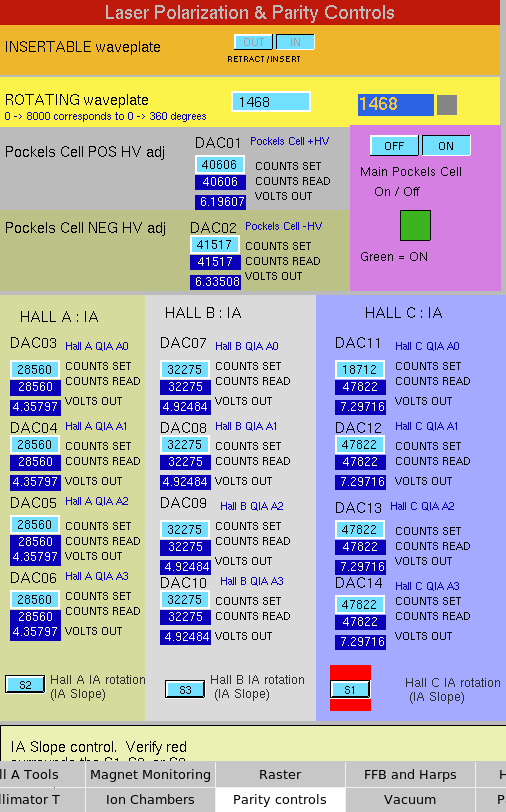 Laser Polarization & Parity Controls
INSERTABLE waveplate
OUT IN
RETRACT/INSERT
ROTATING waveplate
0 -> 8000 corresponds to 0 -> 360 degrees
1468
1468
Pockels Cell POS HV adj
DAC01 Pockels Cell +HV
40606 COUNTS SET
40606 COUNTS READ
6.19607 VOLTS OUT
OFF ON
Main Pockels Cell
On / Off
Green = ON
Pockels Cell NEG HV adj
DAC02 Pockels Cell -HV
41517 COUNTS SET
41517 COUNTS READ
6.33508 VOLTS OUT
HALL A : IA
DAC03 Hall A QIA A0
28560 COUNTS SET
28560 COUNTS READ
4.35797 VOLTS OUT
DAC04 Hall A QIA A1
28560 COUNTS SET
28560 COUNTS READ
4.35797 VOLTS OUT
DAC05 Hall A QIA A2
28560 COUNTS SET
28560 COUNTS READ
4.35797 VOLTS OUT
DAC06 Hall A QIA A3
28560 COUNTS SET
28560 COUNTS READ
4.35797 VOLTS OUT
S2 Hall A IA rotation
(IA Slope)
HALL B : IA
DAC07 Hall B QIA A0
32275 COUNTS SET
32275 COUNTS READ
4.92484 VOLTS OUT
DAC08 Hall B QIA A1
32275 COUNTS SET
32275 COUNTS READ
4.92484 VOLTS OUT
DAC09 Hall B QIA A2
32275 COUNTS SET
32275 COUNTS READ
4.92484 VOLTS OUT
DAC10 Hall B QIA A3
32275 COUNTS SET
32275 COUNTS READ
4.92484 VOLTS OUT
S3 Hall B IA rotation
(IA Slope)
HALL C : IA
DAC11 Hall C QIA A0
18712 COUNTS SET
47822 COUNTS READ
7.29716 VOLTS OUT
DAC12 Hall C QIA A1
47822 COUNTS SET
47822 COUNTS READ
7.29716 VOLTS OUT
DAC13 Hall C QIA A2
47822 COUNTS SET
47822 COUNTS READ
7.29716 VOLTS OUT
DAC14 Hall C QIA A3
47822 COUNTS SET
47822 COUNTS READ
7.29716 VOLTS OUT
S1 Hall C IA rotation
(IA Slope)
IA Slope control. Verify red
ll A Tools Magnet Monitoring Raster FFB and Harps H
llimator T Ion Chambers Parity controls Vacuum P